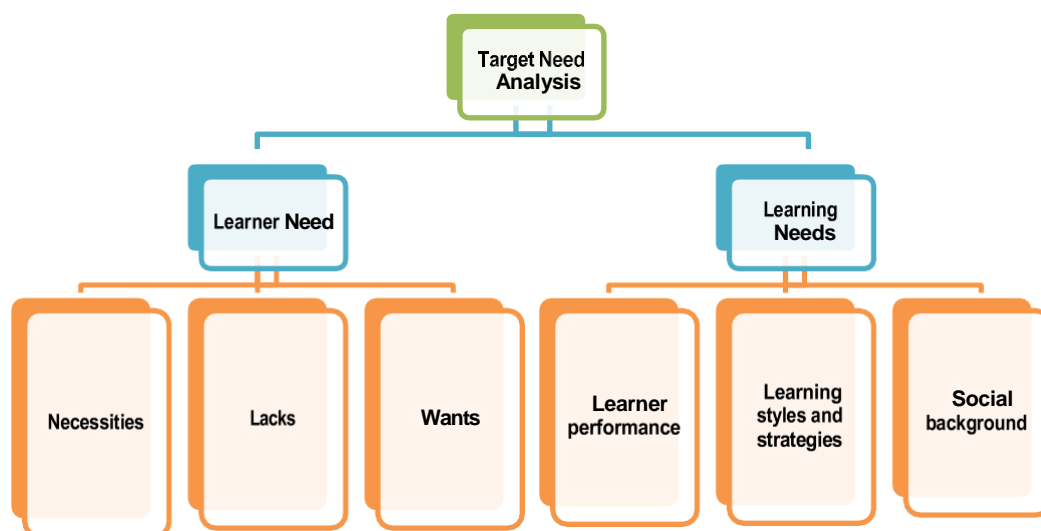 Target Need
Analysis
Learner Need
Learning
Needs
Necessities
Lacks
Wants
Learner
performance
Learning
styles and
strategies
Social
background